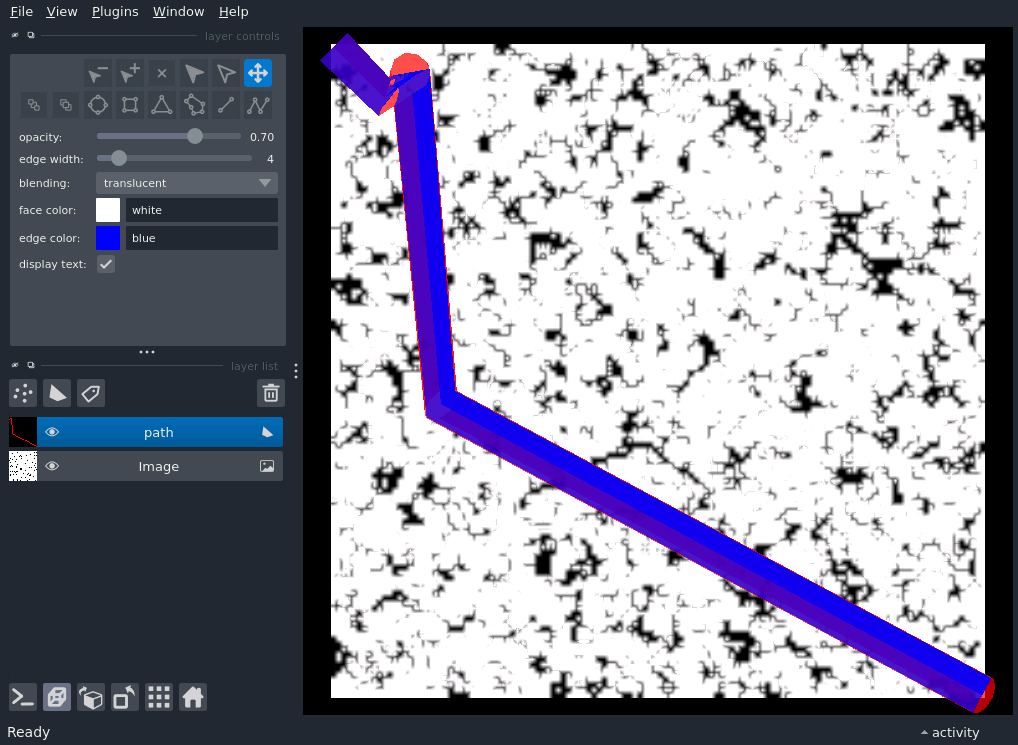 File View Plugins Window Help
layer controls
opacity: 0.70
edge width: 4
blending: translucent
face color: white
edge color: blue
display text:
layer list
path
Image
Ready
activity